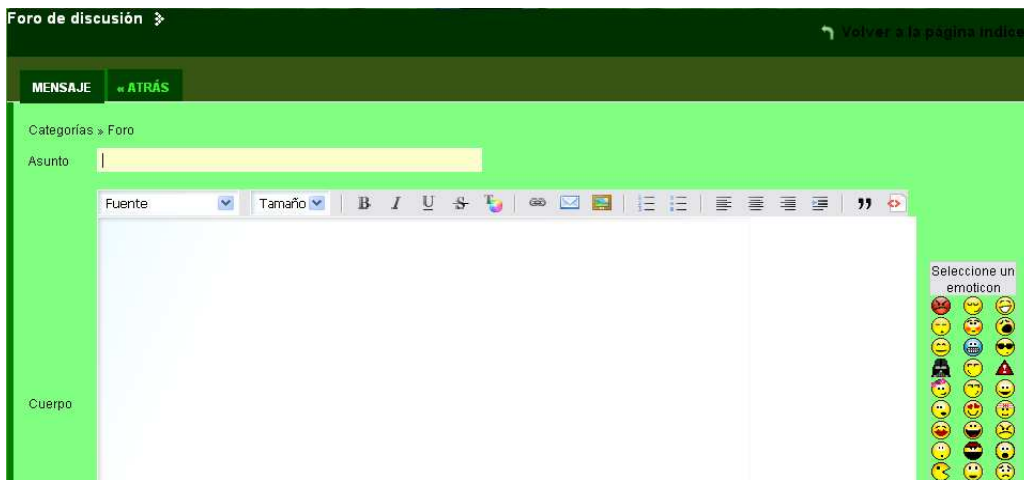 Foro de discusión
Volver a la página índice
MENSAJE
« ATRÁS
Categorías » Foro
Asunto
Fuente
Tamaño
B I U S
Seleccione un
emoticon
Cuerpo